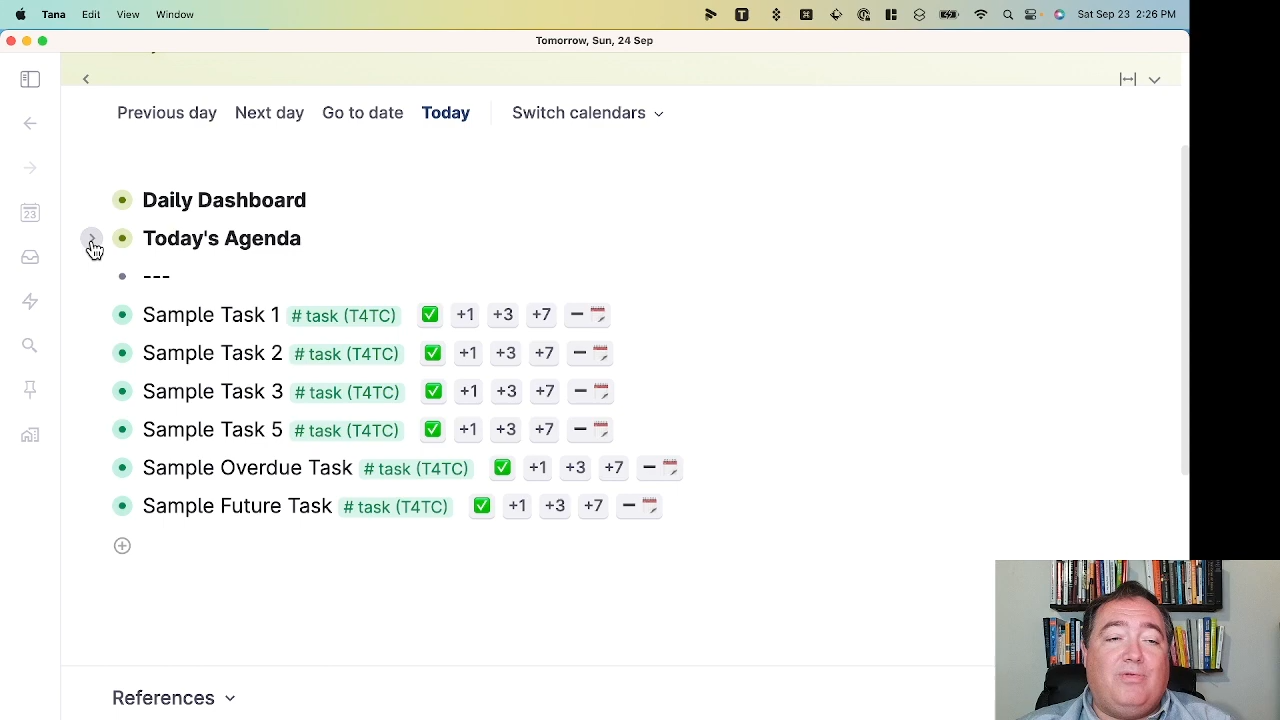 Tana Edit View Window T Sat Sep 23 2:26 PM
Tomorrow, Sun, 24 Sep
Previous day Next day Go to date Today Switch calendars
23
Daily Dashboard
Today's Agenda
---
Sample Task 1 # task (T4TC) ✅ +1 +3 +7 ➖ 🗓
Sample Task 2 # task (T4TC) ✅ +1 +3 +7 ➖ 🗓
Sample Task 3 # task (T4TC) ✅ +1 +3 +7 ➖ 🗓
Sample Task 5 # task (T4TC) ✅ +1 +3 +7 ➖ 🗓
Sample Overdue Task # task (T4TC) ✅ +1 +3 +7 ➖ 🗓
Sample Future Task # task (T4TC) ✅ +1 +3 +7 ➖ 🗓
References